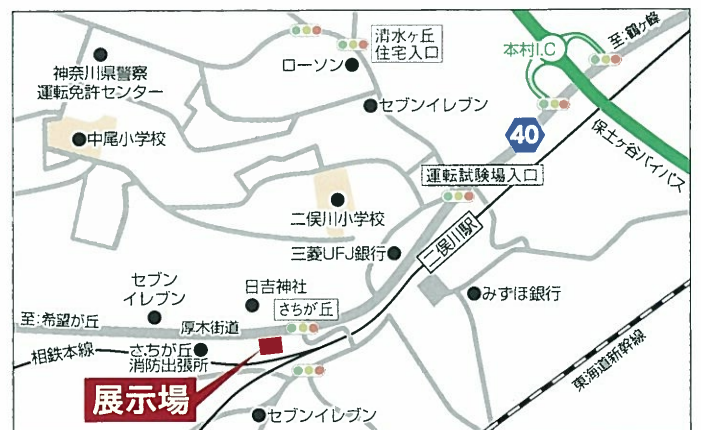 清水ヶ丘
住宅入口
至:鶴ヶ峰
本村I.C
ローソン
神奈川県警察
運転免許センター
セブンイレブン
40
中尾小学校
保土ヶ谷バイパス
運転試験場入口
二俣川小学校
二俣川駅
三菱UFJ銀行
セブン
イレブン
日吉神社
みずほ銀行
さちが丘
至:希望が丘
厚木街道
相鉄本線
さちが丘
消防出張所
東海道新幹線
展示場
セブンイレブン